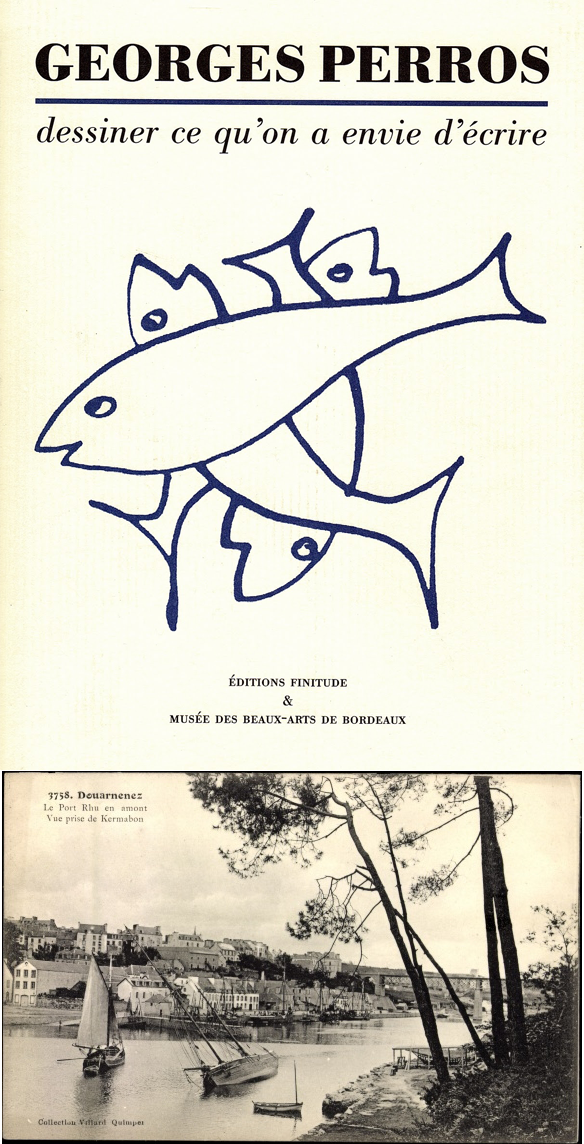 GEORGES PERROS
dessiner ce qu'on a envie d'écrire
ÉDITIONS FINITUDE
&
MUSÉE DES BEAUX-ARTS DE BORDEAUX
3758. Douarnenez
Le Port Rhu en amont
Vue prise de Kermabon
Collection Villard Quimper